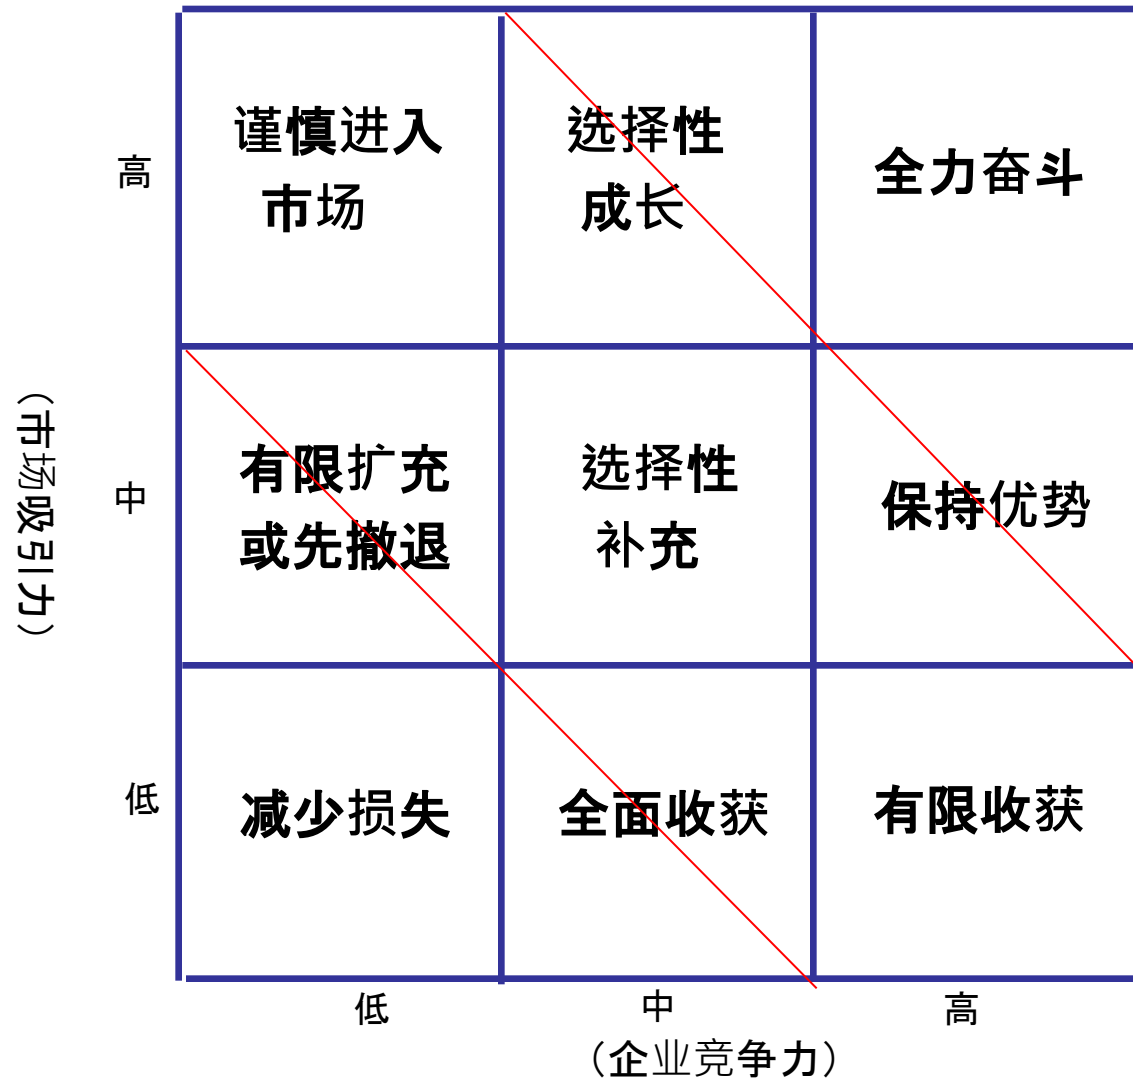 谨慎进入
市场
选择性
成长
全力奋斗
高
（市场吸引力）
中
有限扩充
或先撤退
选择性
补充
保持优势
低
减少损失
全面收获
有限收获
低
中
高
（企业竞争力）